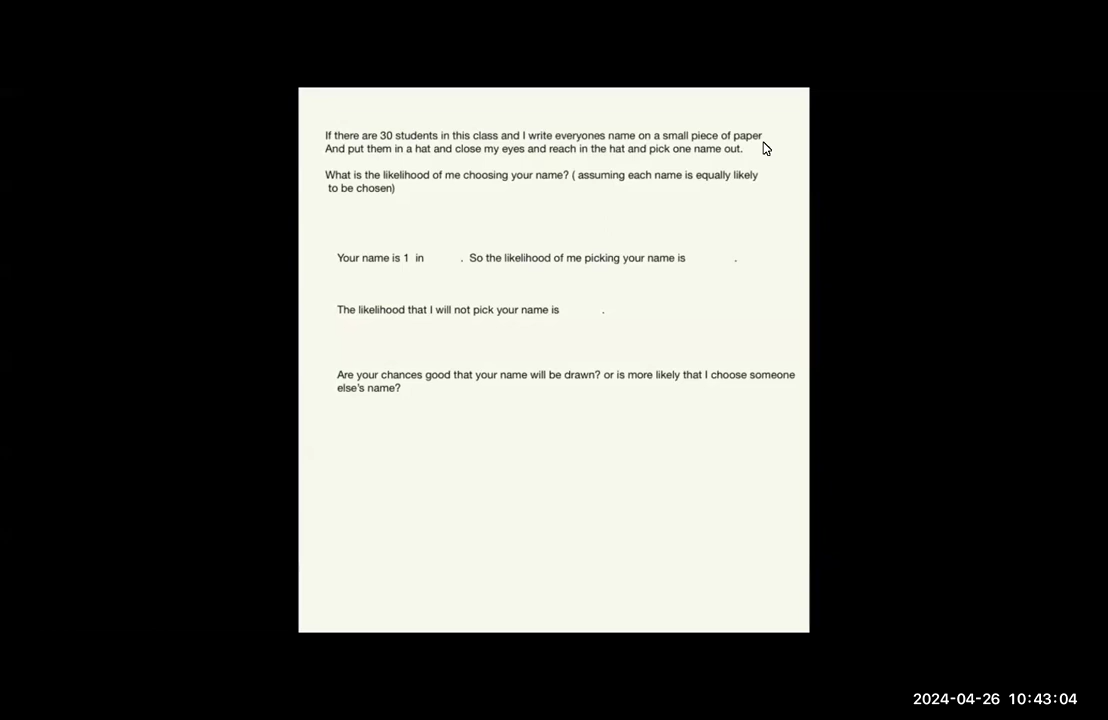 If there are 30 students in this class and I write everyones name on a small piece of paper
And put them in a hat and close my eyes and reach in the hat and pick one name out.
What is the likelihood of me choosing your name? ( assuming each name is equally likely
to be chosen)
Your name is 1 in . So the likelihood of me picking your name is .
The likelihood that I will not pick your name is .
Are your chances good that your name will be drawn? or is more likely that I choose someone
else's name?
2024-04-26 10:43:04